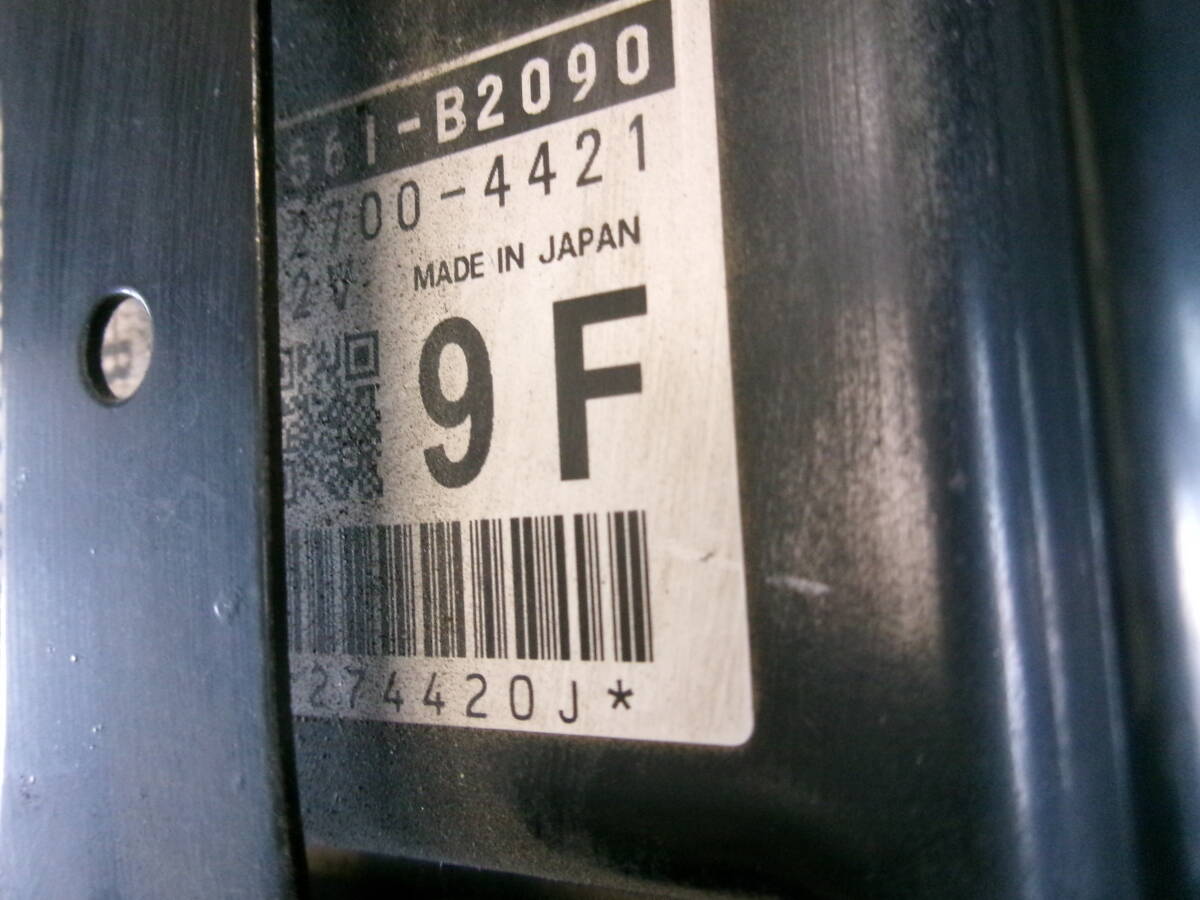 561-B2090
2700-4421
2V MADE IN JAPAN
9F
274420J*